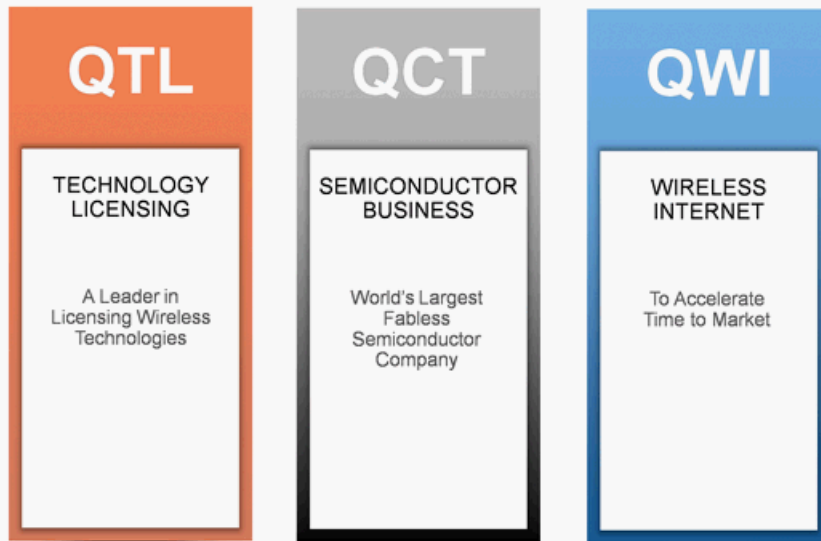 QTL
TECHNOLOGY
LICENSING
A Leader in
Licensing Wireless
Technologies
QCT
SEMICONDUCTOR
BUSINESS
World's Largest
Fabless
Semiconductor
Company
QWI
WIRELESS
INTERNET
To Accelerate
Time to Market